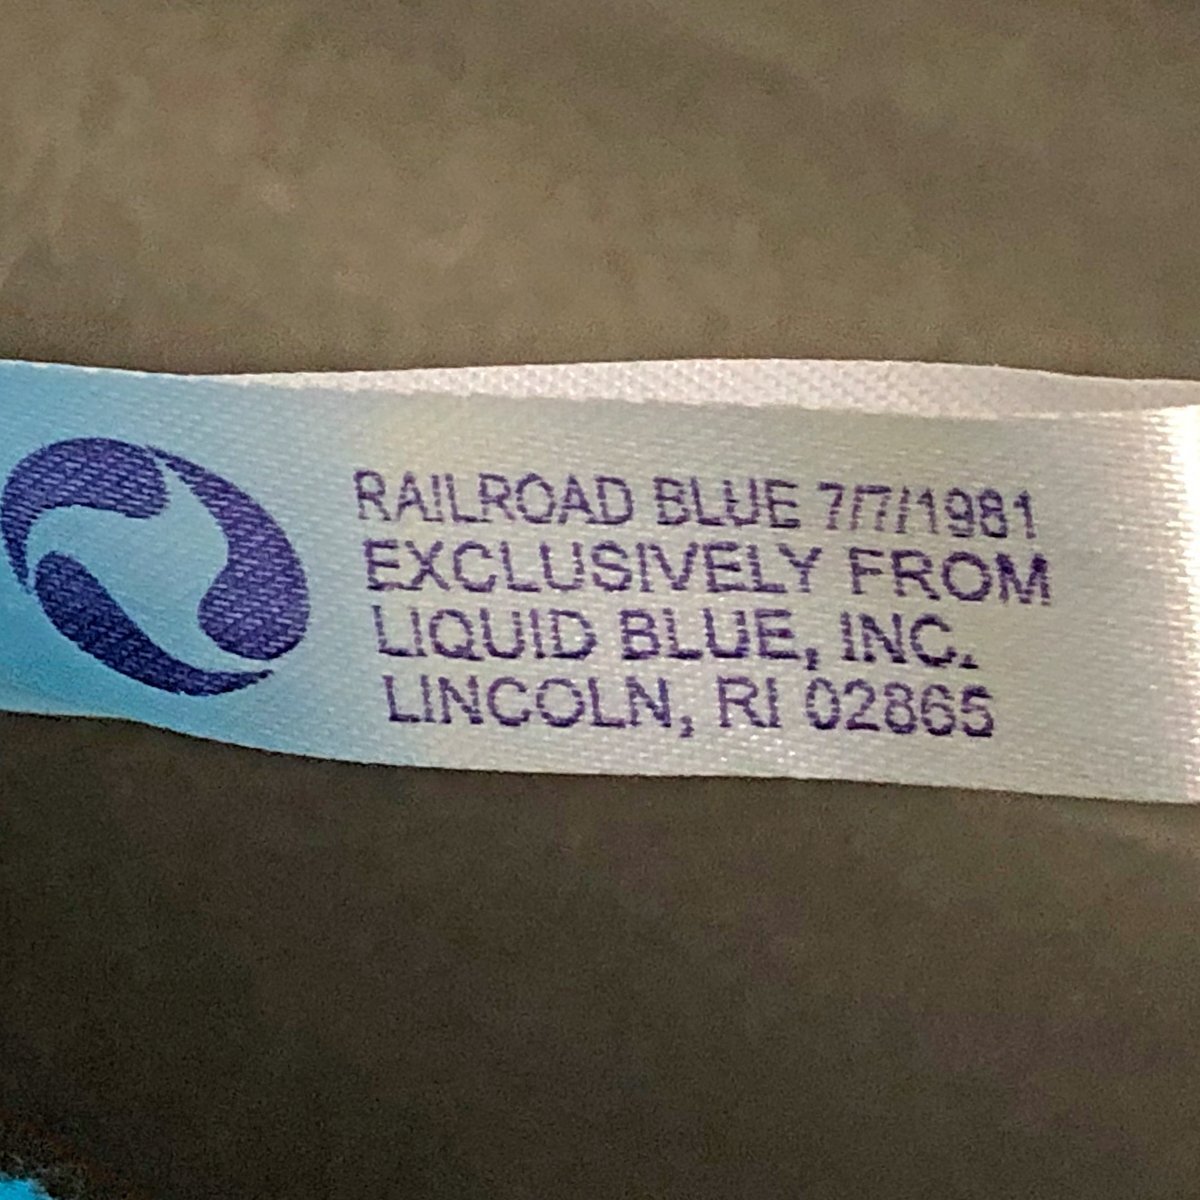 RAILROAD BLUE 7/7/1981
EXCLUSIVELY FROM
LIQUID BLUE, INC.
LINCOLN, RI 02865